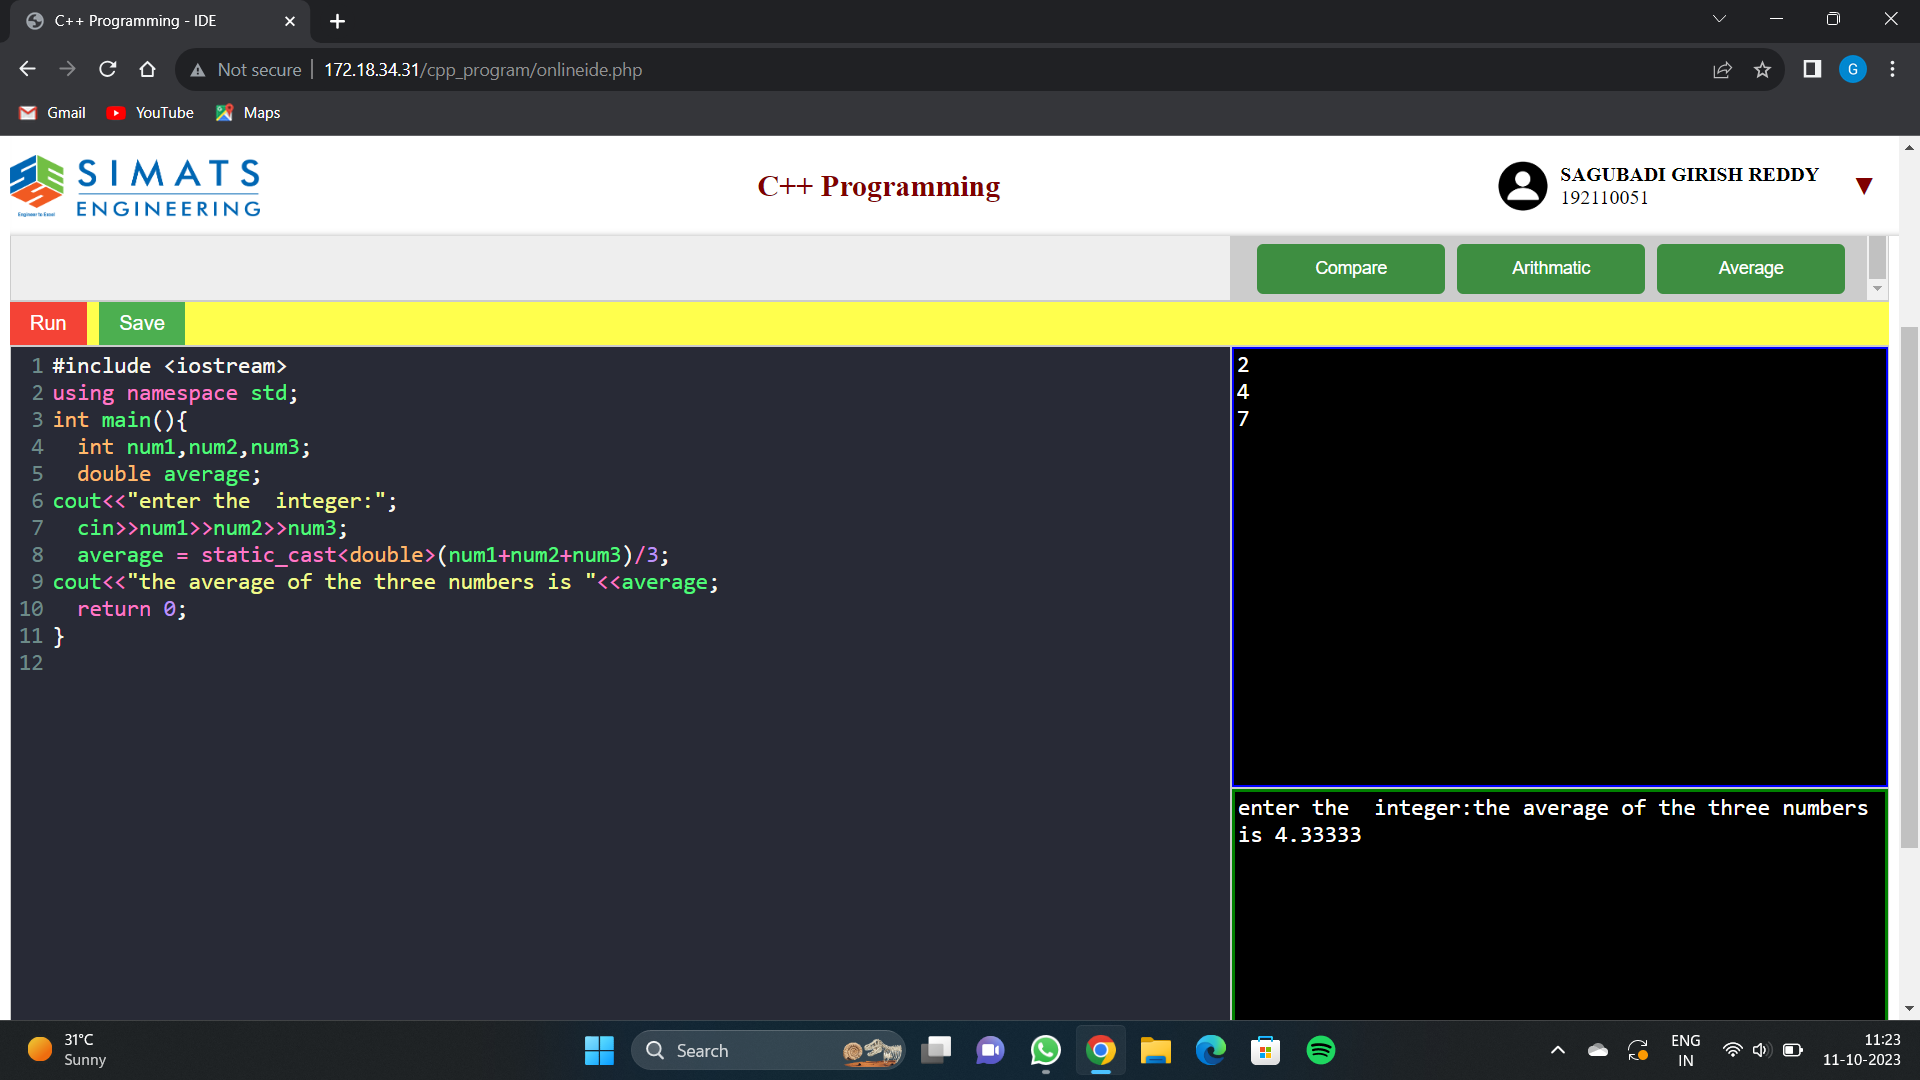 C++ Programming - IDE
Not secure
172.18.34.31/cpp_program/onlineide.php
G
Gmail
YouTube
Maps
SIMATS
ENGINEERING
Engineer to Excel
C++ Programming
SAGUBADI GIRISH REDDY
192110051
Compare
Arithmatic
Average
Run
Save
1 #include <iostream>
2 using namespace std;
3 int main(){
4   int num1,num2,num3;
5   double average;
6 cout<<"enter the  integer:";
7   cin>>num1>>num2>>num3;
8   average = static_cast<double>(num1+num2+num3)/3;
9 cout<<"the average of the three numbers is "<<average;
10   return 0;
11 }
12
2
4
7
enter the  integer:the average of the three numbers
is 4.33333
31°C
Sunny
Search
ENG
IN
11:23
11-10-2023